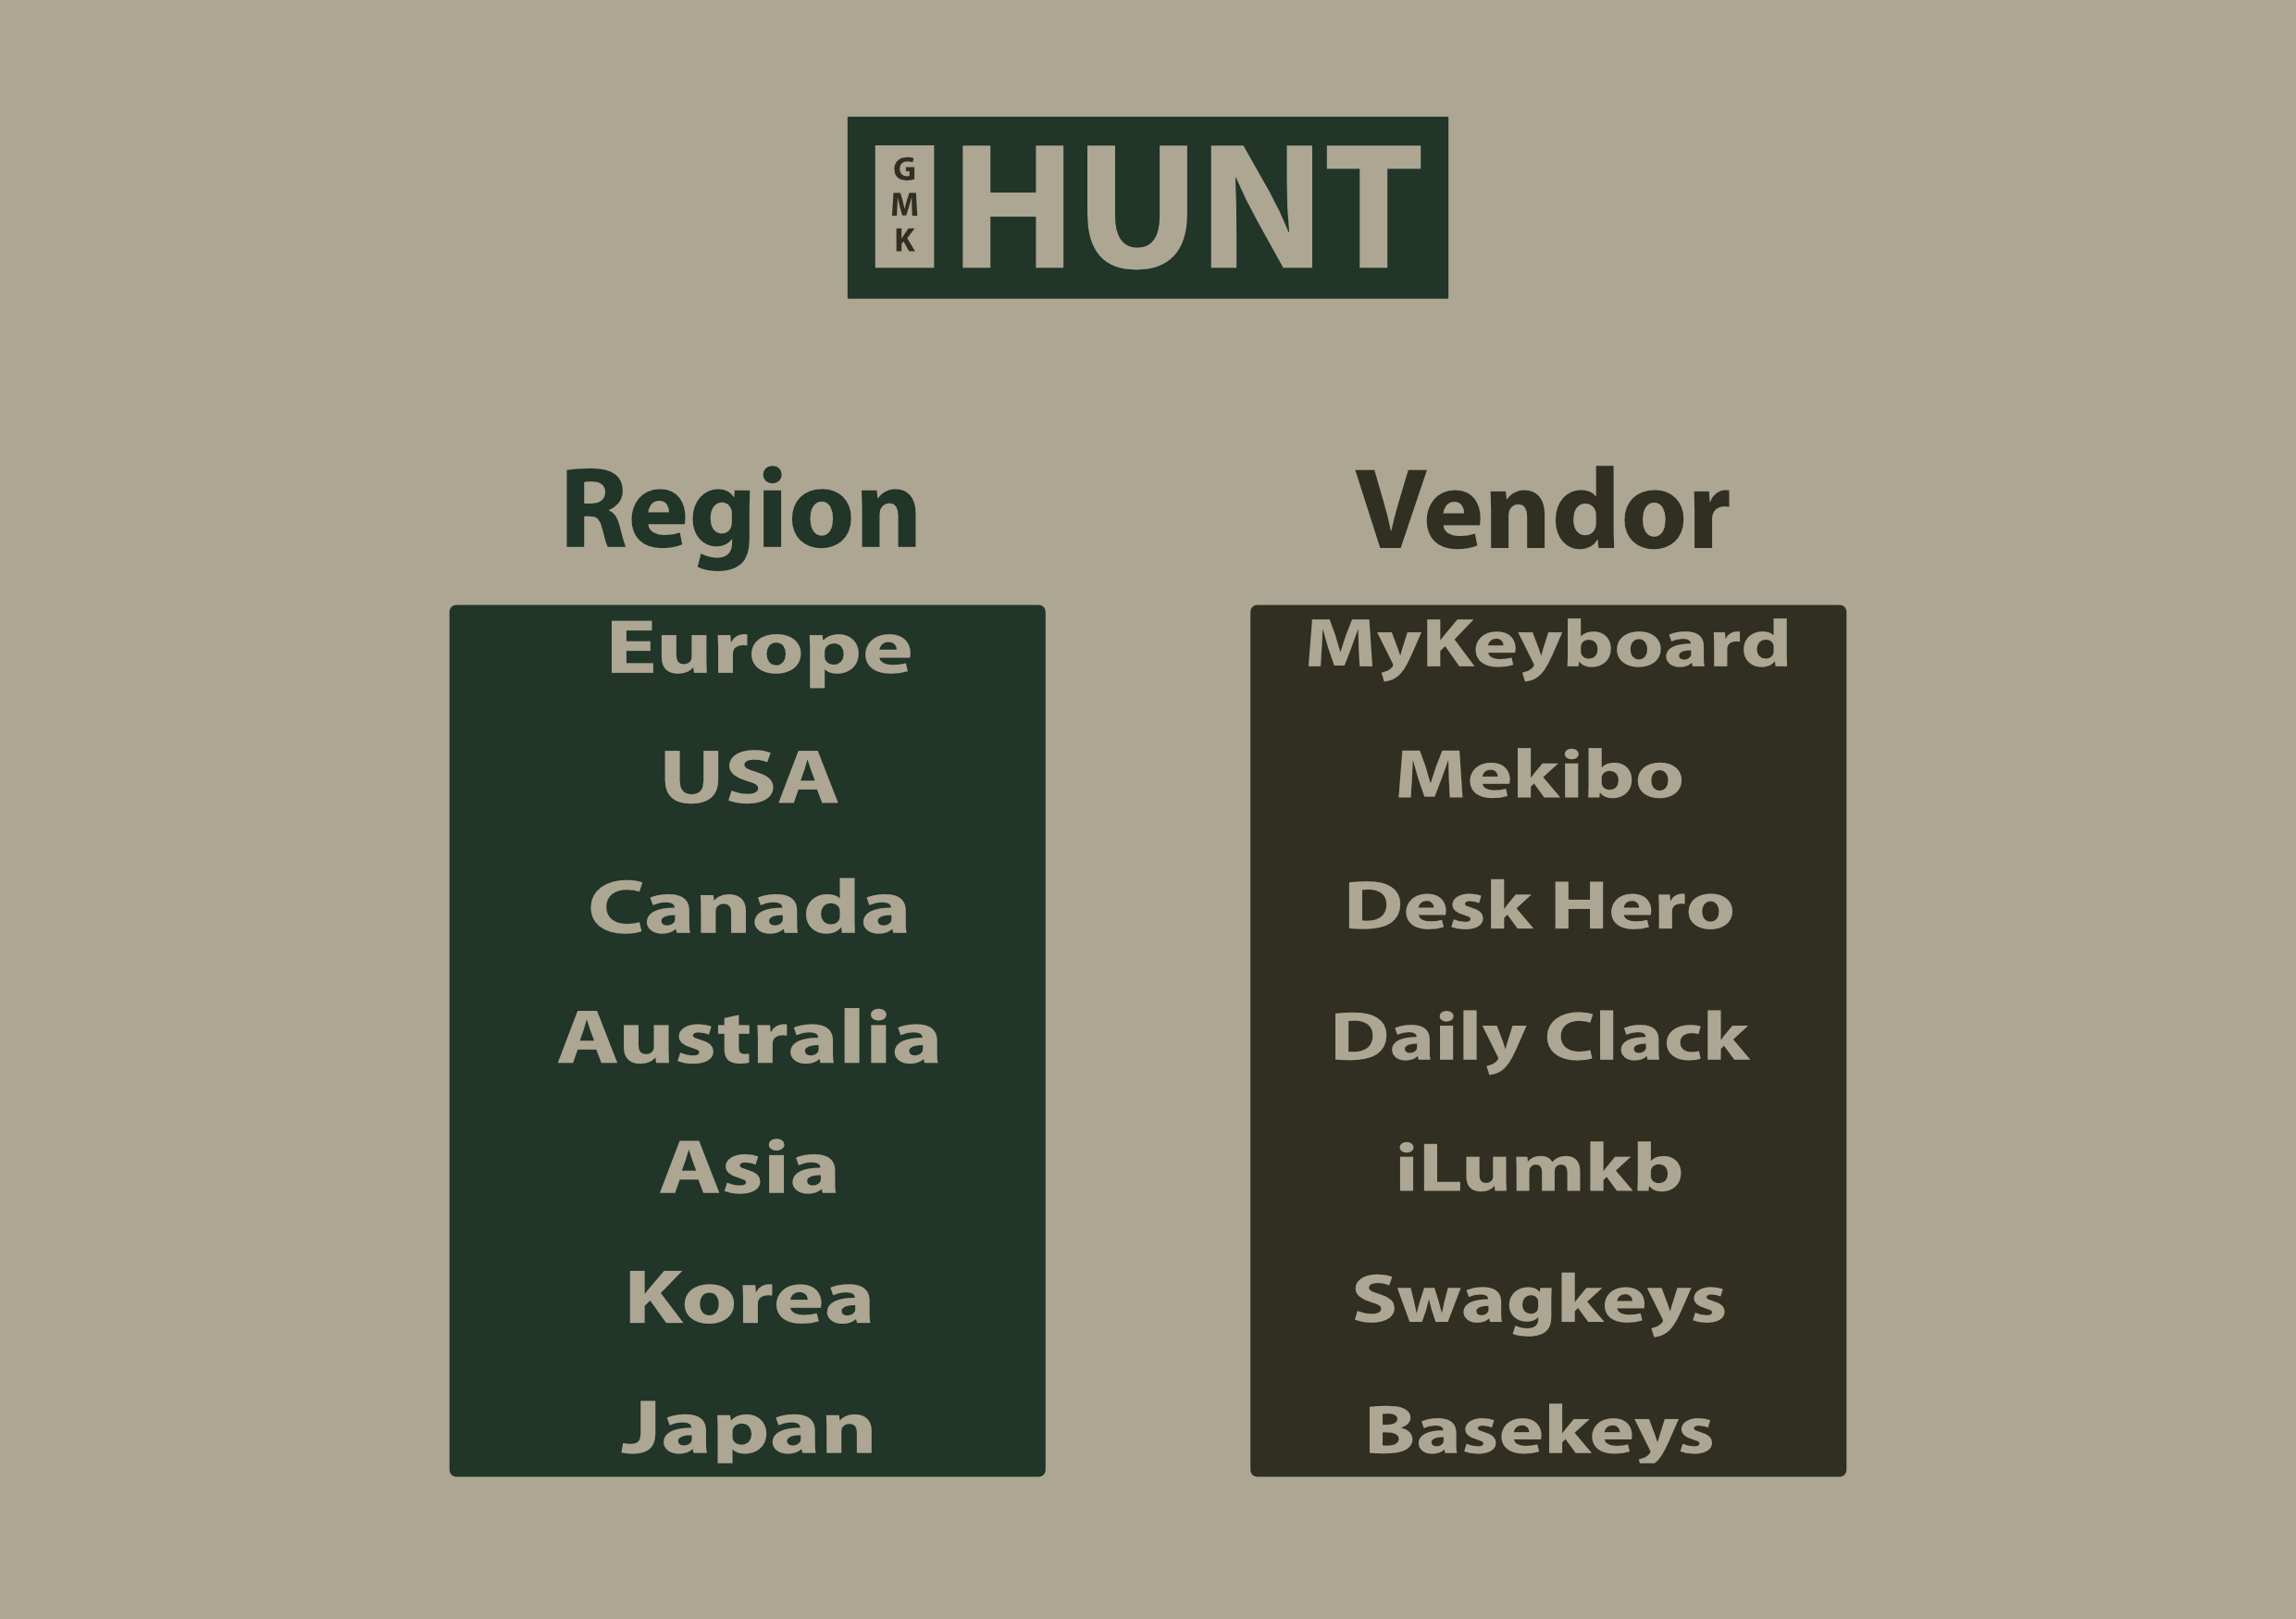 GMK HUNT
Region Vendor
Europe MyKeyboard
USA Mekibo
Canada Desk Hero
Australia Daily Clack
Asia iLumkb
Korea Swagkeys
Japan Basekeys